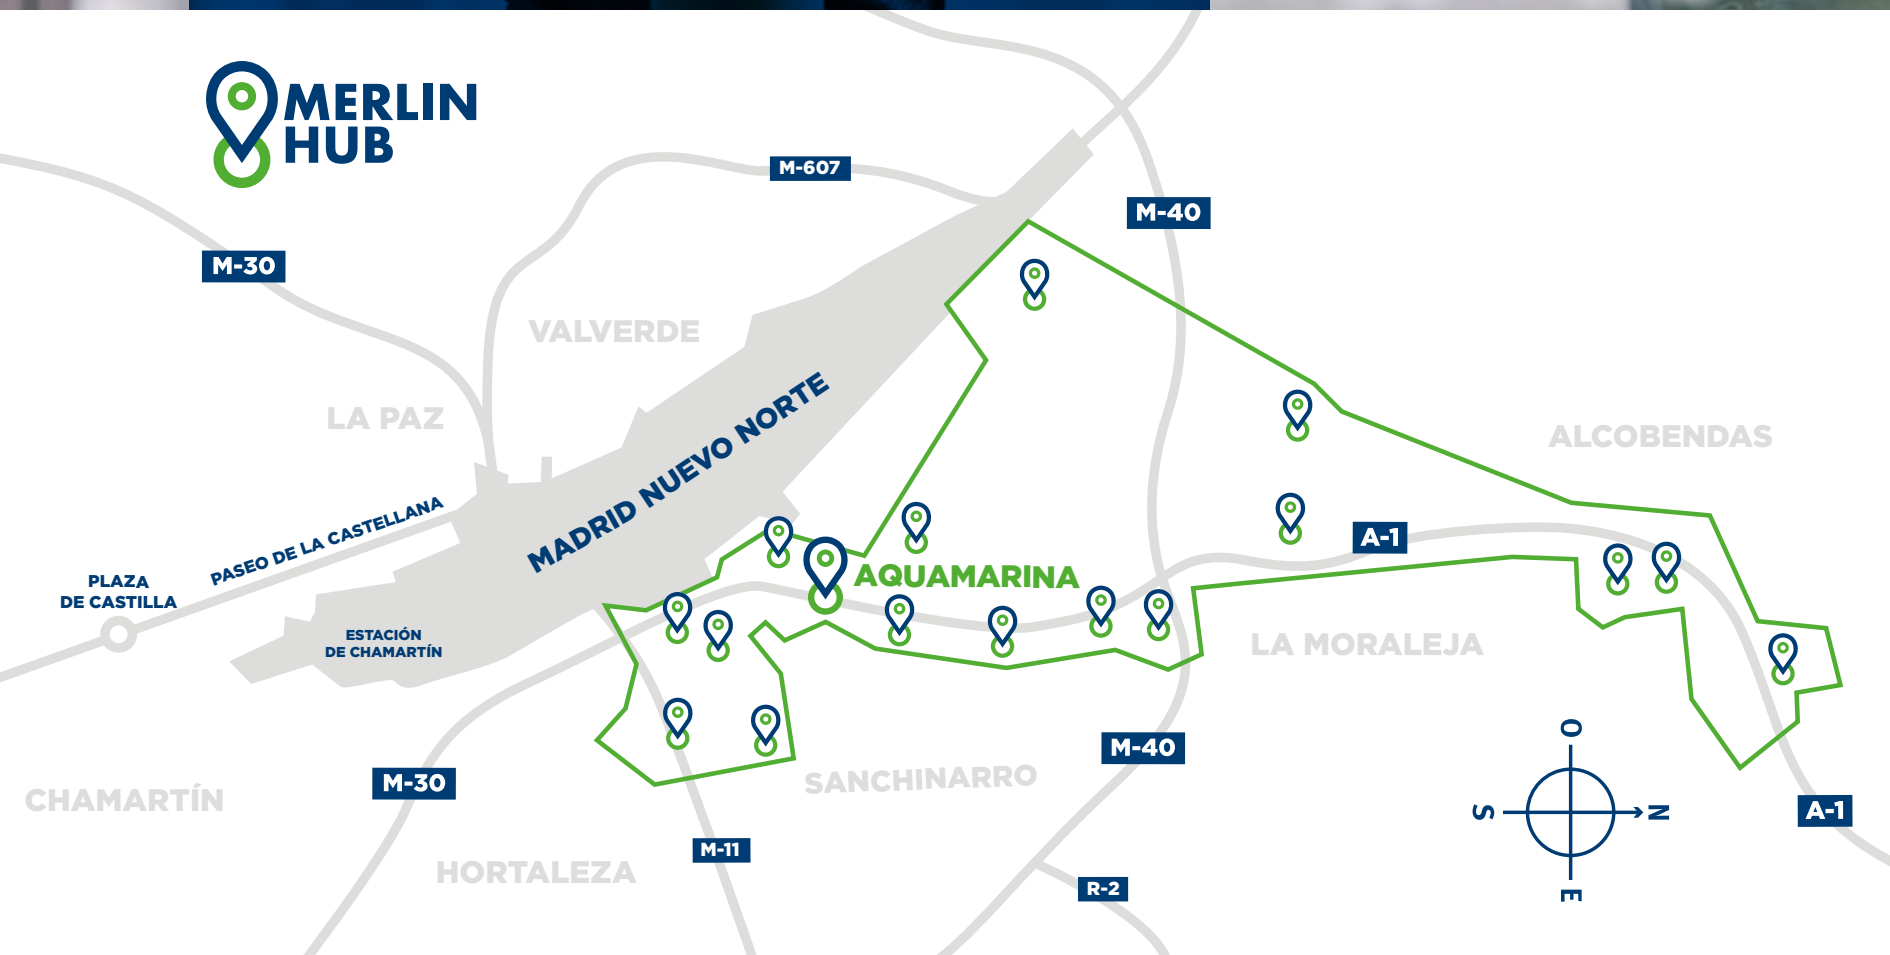 MERLIN
HUB
M-607
M-40
M-30
VALVERDE
LA PAZ
MADRID NUEVO NORTE
ALCOBENDAS
PASEO DE LA CASTELLANA
A-1
PLAZA
DE CASTILLA
AQUAMARINA
ESTACIÓN
DE CHAMARTÍN
LA MORALEJA
O
M-40
SANCHINARRO
M-30
CHAMARTÍN
S
N
A-1
M-11
HORTALEZA
R-2
E